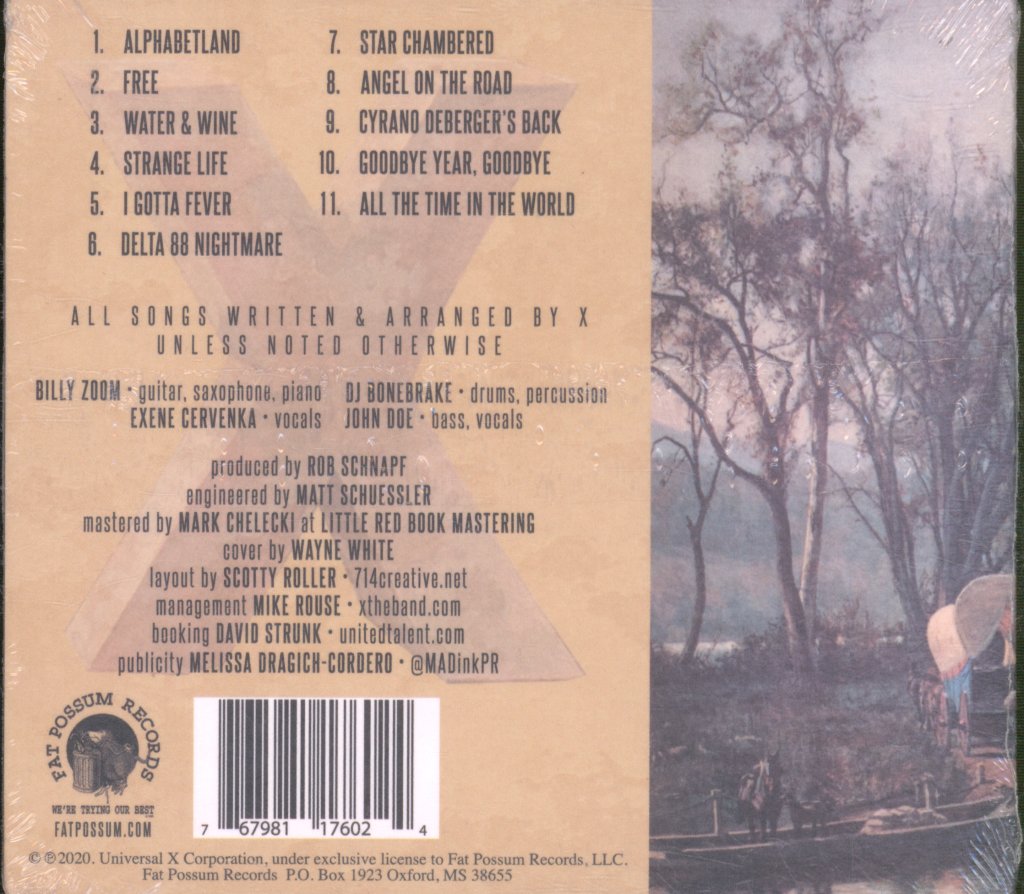 1. ALPHABETLAND
2. FREE
3. WATER & WINE
4. STRANGE LIFE
5. I GOTTA FEVER
6. DELTA 88 NIGHTMARE
7. STAR CHAMBERED
8. ANGEL ON THE ROAD
9. CYRANO DEBERGER'S BACK
10. GOODBYE YEAR, GOODBYE
11. ALL THE TIME IN THE WORLD
ALL SONGS WRITTEN & ARRANGED BY X
UNLESS NOTED OTHERWISE
BILLY ZOOM • guitar, saxophone, piano DJ BONEBRAKE • drums, percussion
EXENE CERVENKA • vocals JOHN DOE • bass, vocals
produced by ROB SCHNAPF
engineered by MATT SCHUESSLER
mastered by MARK CHELECKI at LITTLE RED BOOK MASTERING
cover by WAYNE WHITE
layout by SCOTTY ROLLER • 714creative.net
management MIKE ROUSE • xtheband.com
booking DAVID STRUNK • unitedtalent.com
publicity MELISSA DRAGICH-CORDERO • @MADinkPR
FAT POSSUM RECORDS
WE'RE TRYING OUR BEST
FATPOSSUM.COM
7 67981 17602 4
©℗2020. Universal X Corporation, under exclusive license to Fat Possum Records, LLC.
Fat Possum Records P.O. Box 1923 Oxford, MS 38655